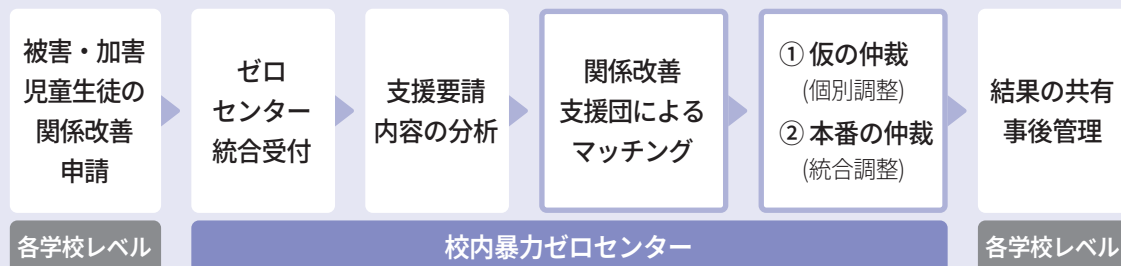 被害・加害
児童生徒の
関係改善
申請
ゼロ
センター
統合受付
支援要請
内容の分析
関係改善
支援団による
マッチング
① 仮の仲裁
(個別調整)
② 本番の仲裁
(統合調整)
結果の共有
事後管理
各学校レベル
校内暴力ゼロセンター
各学校レベル